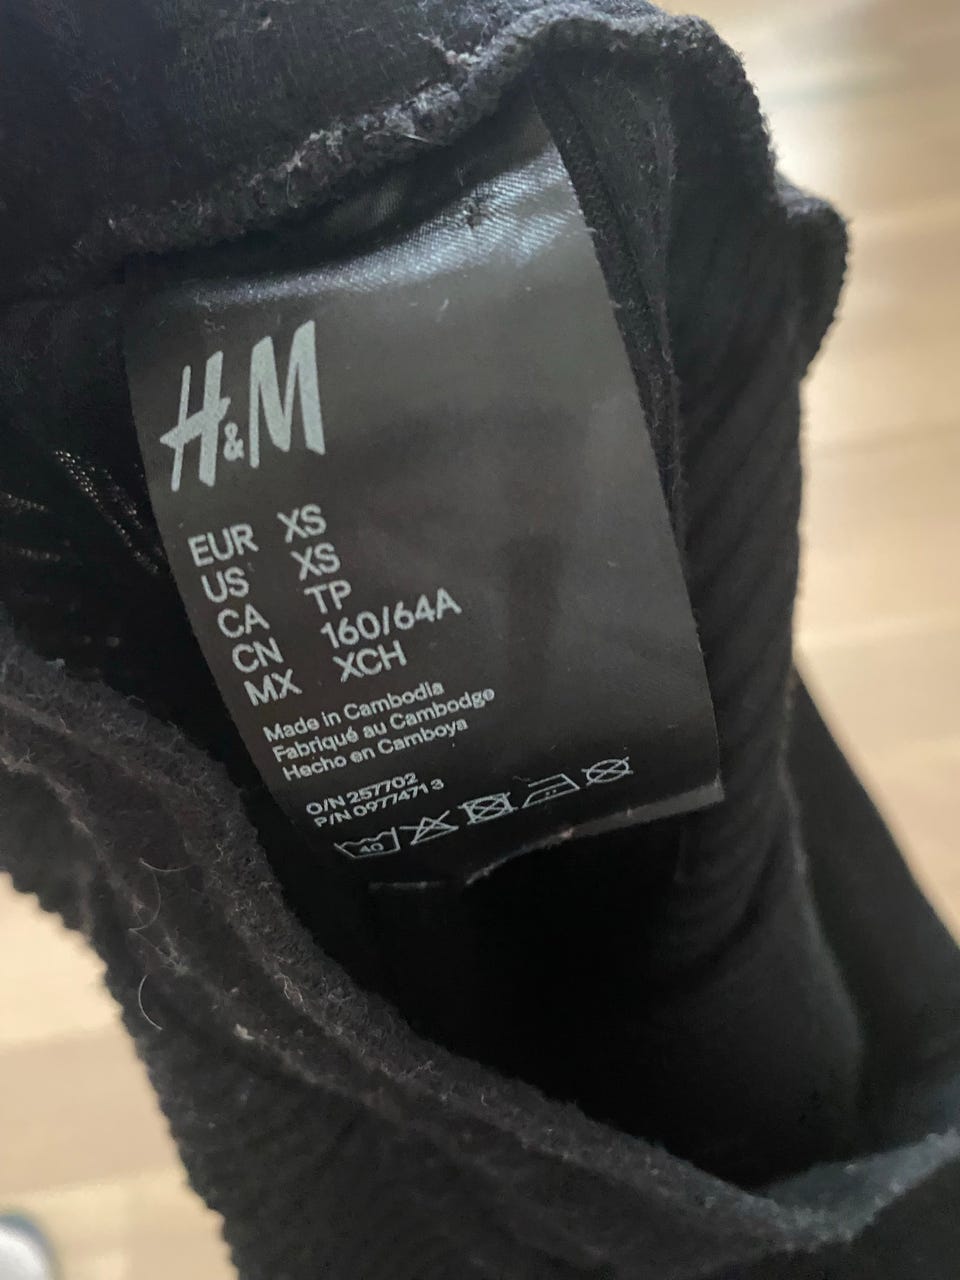 H&M
EUR XS
US XS
CA TP
CN 160/64A
MX XCH
Made in Cambodia
Fabriqué au Cambodge
Hecho en Camboya
O/N 257702
P/N 0977471 3
40